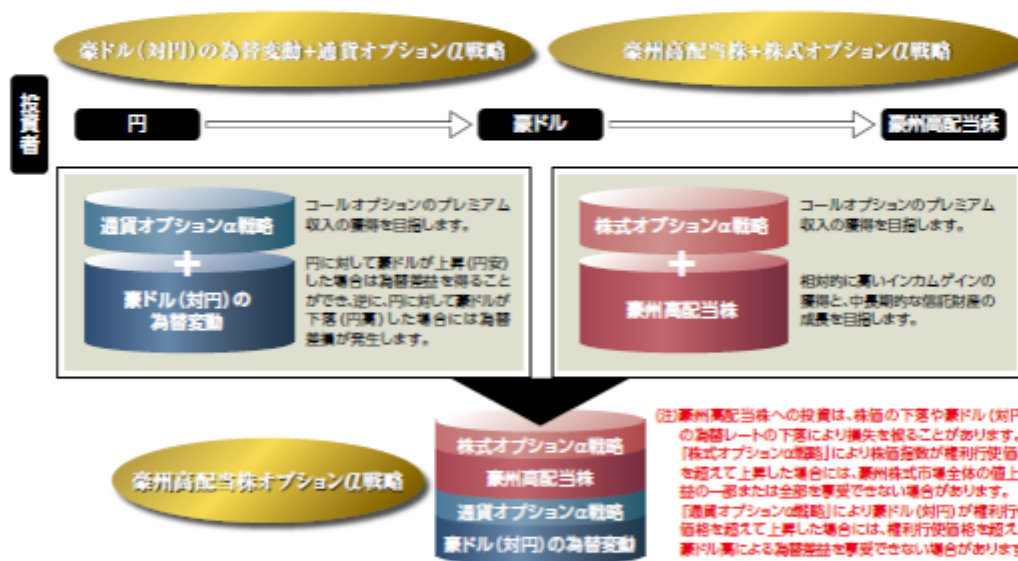 豪ドル(対円)の為替変動+通貨オプションα戦略
豪州高配当株+株式オプションα戦略
投資者
円
豪ドル
豪州高配当株
通貨オプションα戦略
+
豪ドル(対円)の
為替変動
コールオプションのプレミアム
収入の獲得を目指します。
円に対して豪ドルが上昇(円安)
した場合は為替差益を得ること
ができ、逆に、円に対して豪ドルが
下落(円高)した場合には為替
差損が発生します。
株式オプションα戦略
+
豪州高配当株
コールオプションのプレミアム
収入の獲得を目指します。
相対的に高いインカムゲインの
獲得と、中長期的な信託財産の
成長を目指します。
豪州高配当株オプションα戦略
株式オプションα戦略
豪州高配当株
通貨オプションα戦略
豪ドル(対円)の為替変動
(注)豪州高配当株への投資は、株価の下落や豪ドル(対円
の為替レートの下落により損失を被ることがあります。
「株式オプションα戦略」により株価指数が権利行使価
を超えて上昇した場合には、豪州株式市場全体の値上
益の一部または全部を享受できない場合があります。
「通貨オプションα戦略」により豪ドル(対円)が権利行使
価格を超えて上昇した場合には、権利行使価格を超え
豪ドル高による為替差益を享受できない場合があります